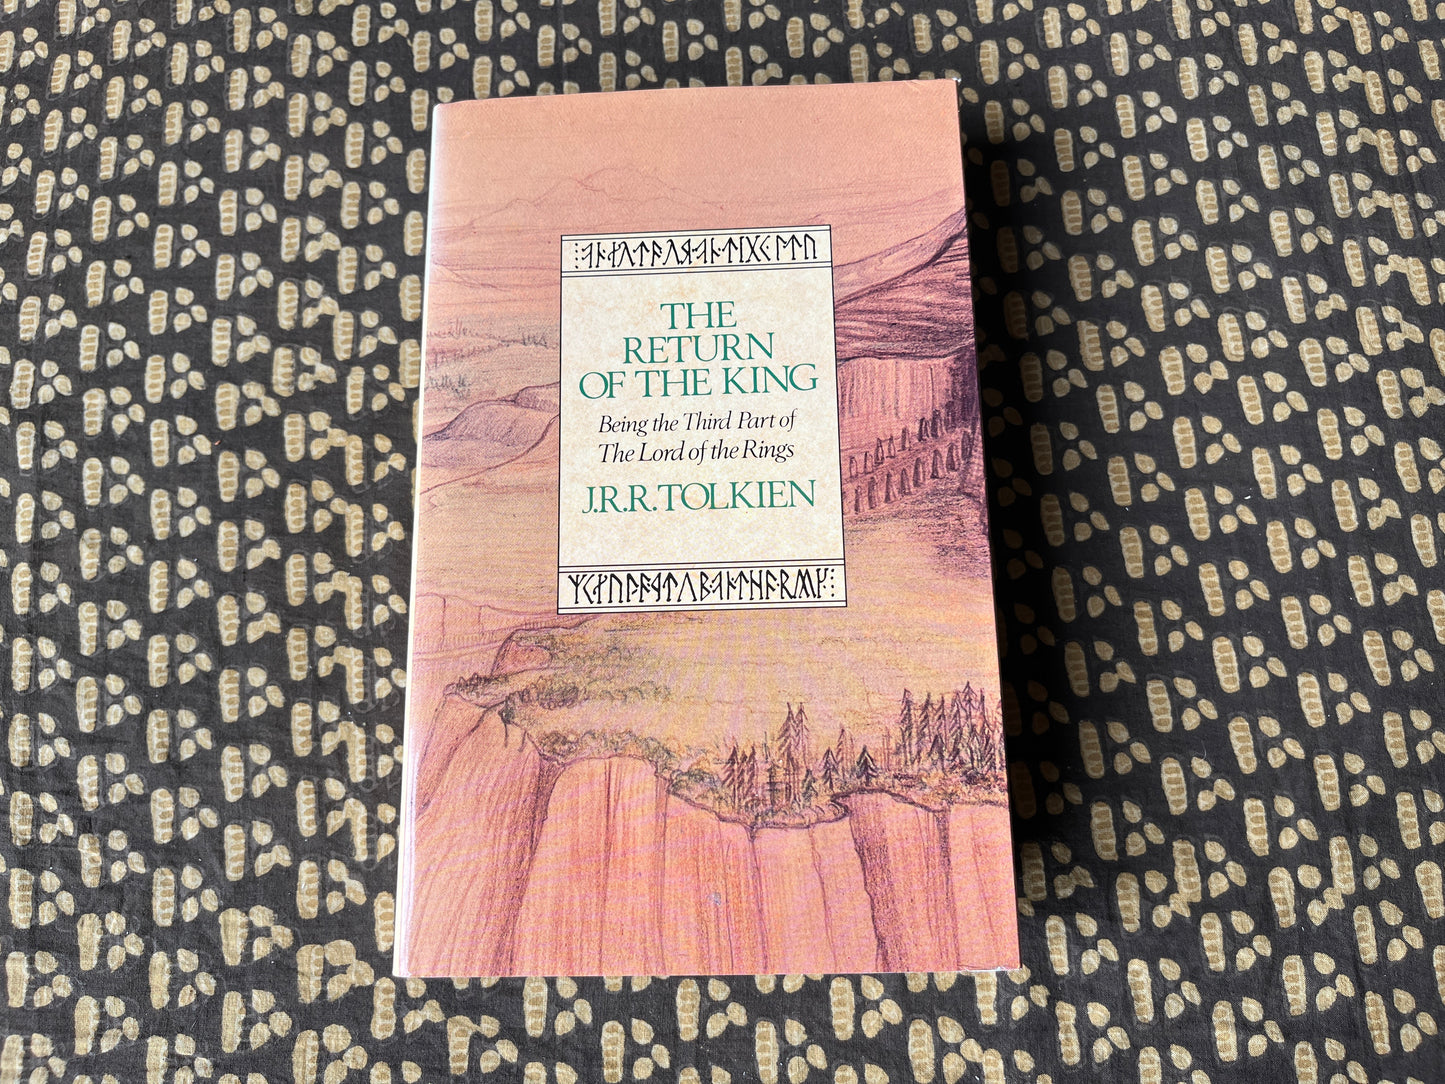 THE
RETURN
OF THE KING
Being the Third Part of
The Lord of the Rings
J.R.R. TOLKIEN